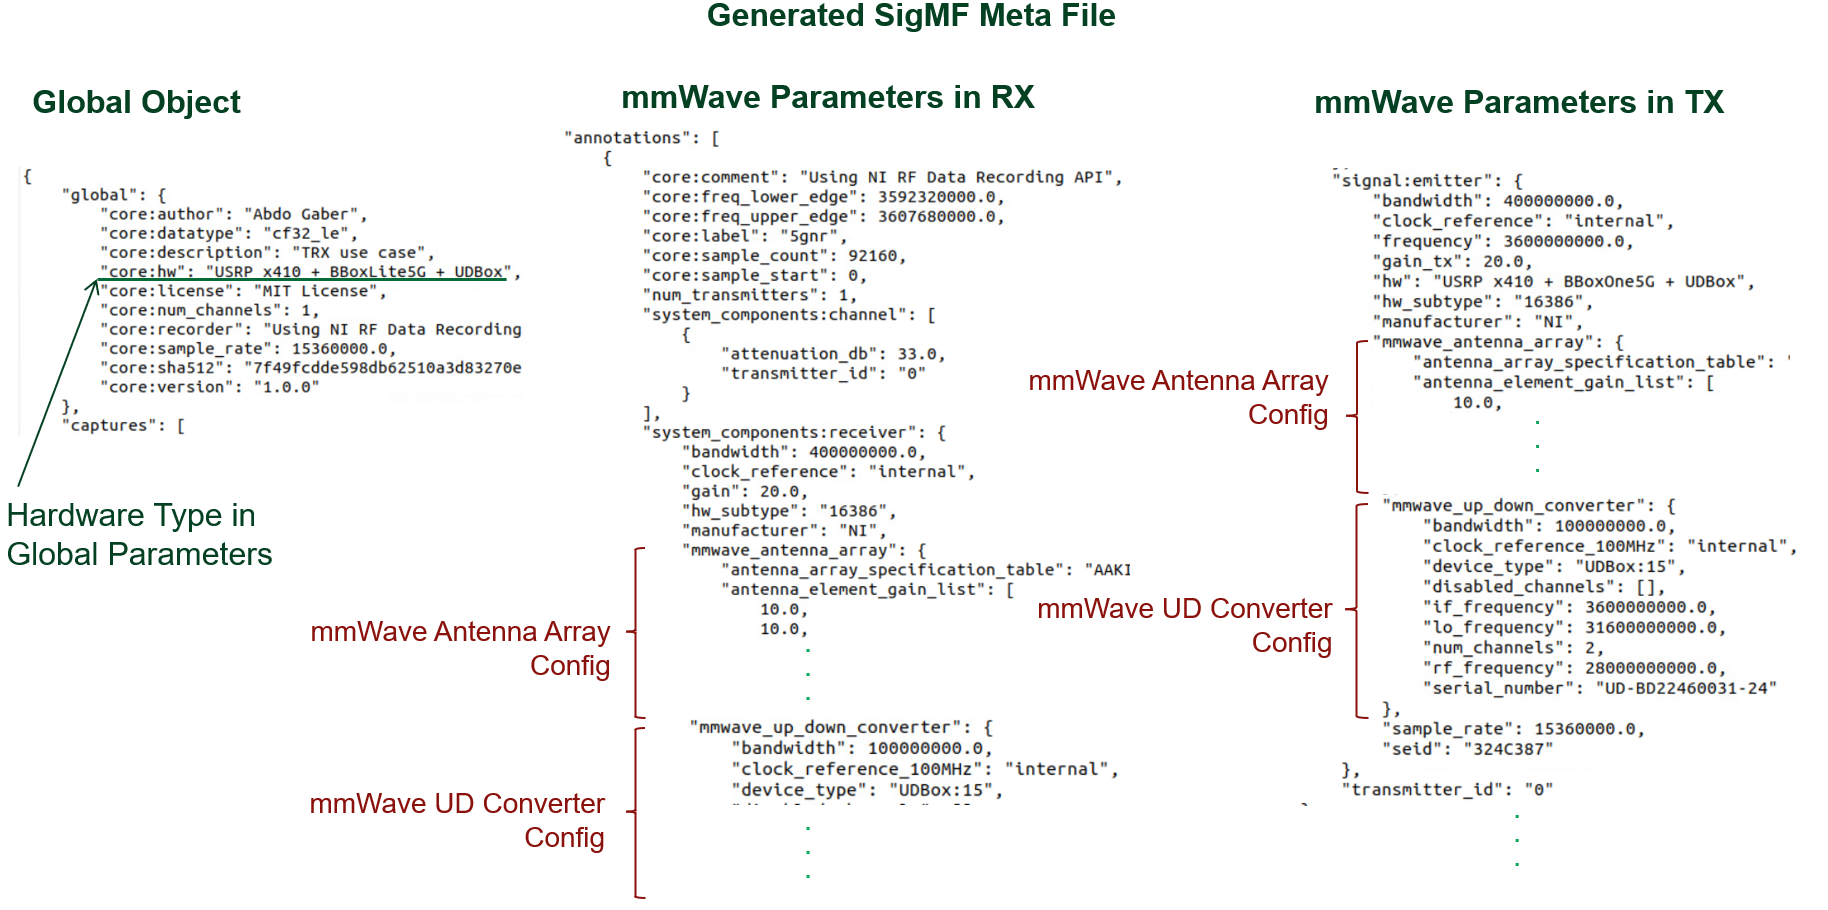 Generated SigMF Meta File
Global Object
{
"global": {
"core:author": "Abdo Gaber",
"core:datatype": "cf32_le",
"core:description": "TRX use case",
"core:hw": "USRP x410 + BBoxLite5G + UDBox",
"core:license": "MIT License",
"core:num_channels": 1,
"core:recorder": "Using NI RF Data Recording
"core:sample_rate": 15360000.0,
"core:sha512": "7f49fcdde598db62510a3d83270e
"core:version": "1.0.0"
},
"captures": [
Hardware Type in
Global Parameters
mmWave Parameters in RX
"annotations": [
{
"core:comment": "Using NI RF Data Recording API",
"core:freq_lower_edge": 3592320000.0,
"core:freq_upper_edge": 3607680000.0,
"core:label": "5gnr",
"core:sample_count": 92160,
"core:sample_start": 0,
"num_transmitters": 1,
"system_components:channel": [
{
"attenuation_db": 33.0,
"transmitter_id": "0"
}
],
"system_components:receiver": {
"bandwidth": 400000000.0,
"clock_reference": "internal",
"gain": 20.0,
"hw_subtype": "16386",
"manufacturer": "NI",
"mmwave_antenna_array": {
"antenna_array_specification_table": "AAKI
"antenna_element_gain_list": [
10.0,
10.0,
mmWave Antenna Array
Config
"mmwave_up_down_converter": {
"bandwidth": 100000000.0,
"clock_reference_100MHz": "internal",
"device_type": "UDBox:15",
mmWave UD Converter
Config
mmWave Parameters in TX
"signal:emitter": {
"bandwidth": 400000000.0,
"clock_reference": "internal",
"frequency": 3600000000.0,
"gain_tx": 20.0,
"hw": "USRP x410 + BBoxOne5G + UDBox",
"hw_subtype": "16386",
"manufacturer": "NI",
"mmwave_antenna_array": {
"antenna_array_specification_table": '
"antenna_element_gain_list": [
10.0,
mmWave Antenna Array
Config
"mmwave_up_down_converter": {
"bandwidth": 100000000.0,
"clock_reference_100MHz": "internal",
"device_type": "UDBox:15",
"disabled_channels": [],
"if_frequency": 3600000000.0,
"lo_frequency": 31600000000.0,
"num_channels": 2,
"rf_frequency": 28000000000.0,
"serial_number": "UD-BD22460031-24"
},
mmWave UD Converter
Config
"sample_rate": 15360000.0,
"seid": "324C387"
},
"transmitter_id": "0"